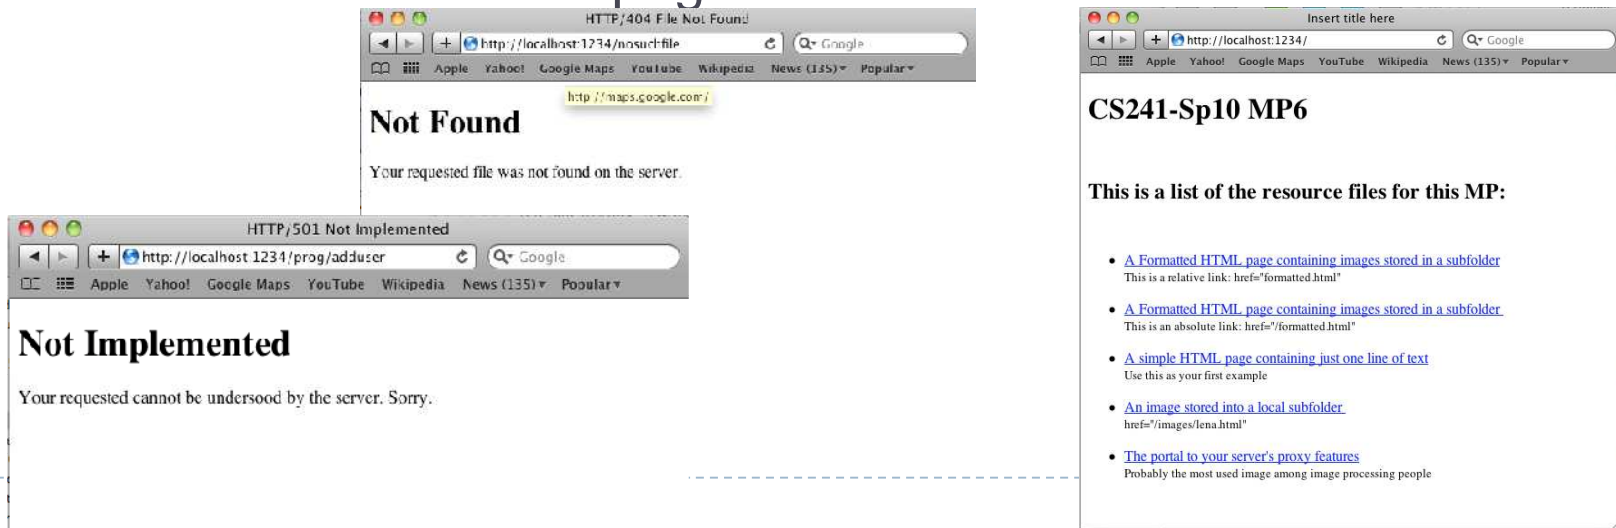 pag
HTTP/404 File Not Found
http://localhost:1234/nosuchfile
Google
Apple Yahoo! Google Maps YouTube Wikipedia News (135) Popular
http://maps.google.com/
Not Found
Your requested file was not found on the server.
HTTP/501 Not Implemented
http://localhost:1234/prog/adduser
Google
Apple Yahoo! Google Maps YouTube Wikipedia News (135) Popular
Not Implemented
Your requested cannot be undersood by the server. Sorry.
Insert title here
http://localhost:1234/
Google
Apple Yahoo! Google Maps YouTube Wikipedia News (135) Popular
CS241-Sp10 MP6
This is a list of the resource files for this MP:
A Formatted HTML page containing images stored in a subfolder
This is a relative link: href="formatted.html"
A Formatted HTML page containing images stored in a subfolder
This is an absolute link: href="/formatted.html"
A simple HTML page containing just one line of text
Use this as your first example
An image stored into a local subfolder
href="/images/lena.html"
The portal to your server's proxy features
Probably the most used image among image processing people